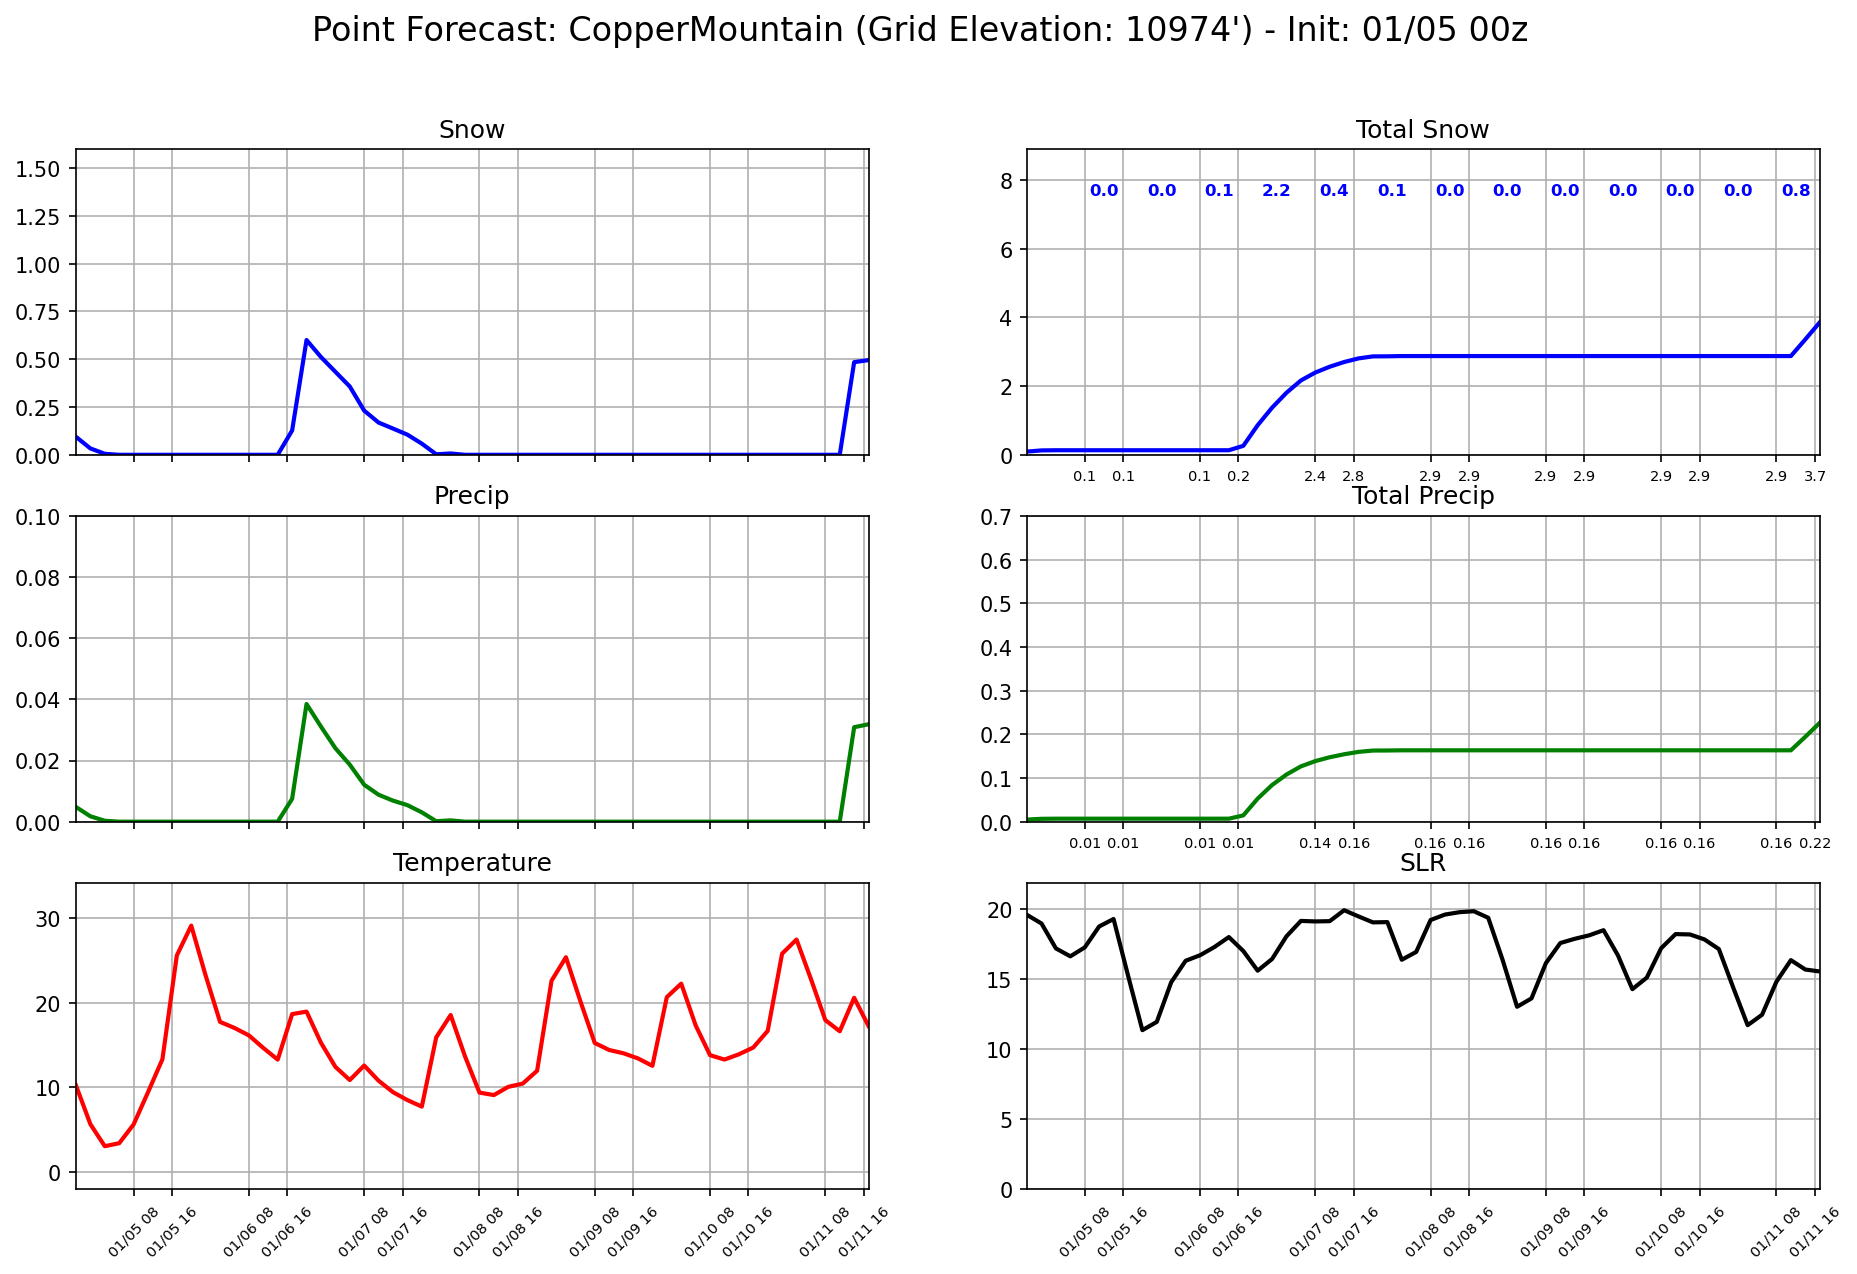 Point Forecast: CopperMountain (Grid Elevation: 10974') - Init: 01/05 00z
Snow
1.50
1.25
1.00
0.75
0.50
0.25
0.00
Total Snow
8
6
4
2
0
0.0 0.0 0.1 2.2 0.4 0.1 0.0 0.0 0.0 0.0 0.0 0.0 0.8
0.1 0.1 0.1 0.2 2.4 2.8 2.9 2.9 2.9 2.9 2.9 2.9 2.9 3.7
Precip
0.10
0.08
0.06
0.04
0.02
0.00
Total Precip
0.7
0.6
0.5
0.4
0.3
0.2
0.1
0.0
0.01 0.01 0.01 0.01 0.14 0.16 0.16 0.16 0.16 0.16 0.16 0.16 0.16 0.22
Temperature
30
20
10
0
01/05 08 01/05 16 01/06 08 01/06 16 01/07 08 01/07 16 01/08 08 01/08 16 01/09 08 01/09 16 01/10 08 01/10 16 01/11 08 01/11 16
SLR
20
15
10
5
0
01/05 08 01/05 16 01/06 08 01/06 16 01/07 08 01/07 16 01/08 08 01/08 16 01/09 08 01/09 16 01/10 08 01/10 16 01/11 08 01/11 16